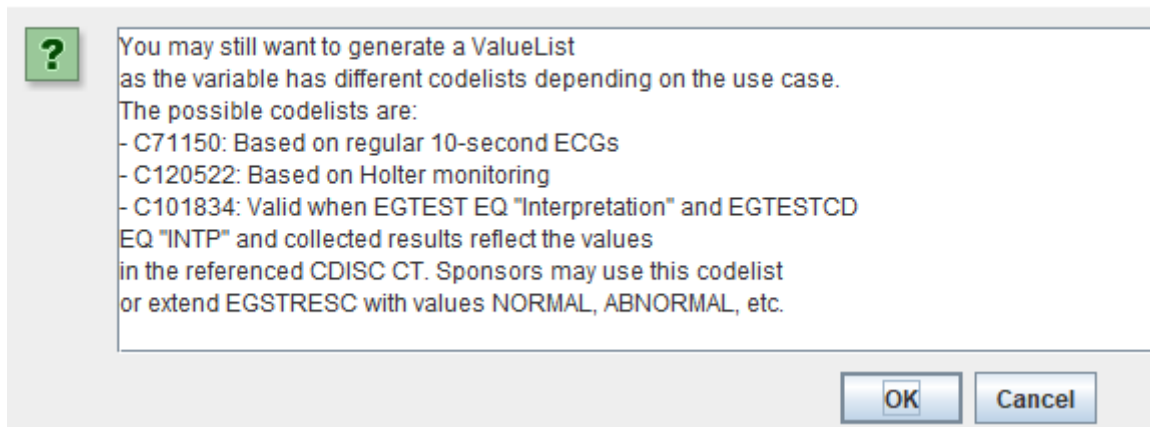 ?
You may still want to generate a ValueList
as the variable has different codelists depending on the use case.
The possible codelists are:
- C71150: Based on regular 10-second ECGs
- C120522: Based on Holter monitoring
- C101834: Valid when EGTEST EQ "Interpretation" and EGTESTCD
EQ "INTP" and collected results reflect the values
in the referenced CDISC CT. Sponsors may use this codelist
or extend EGSTRESC with values NORMAL, ABNORMAL, etc.
OK Cancel